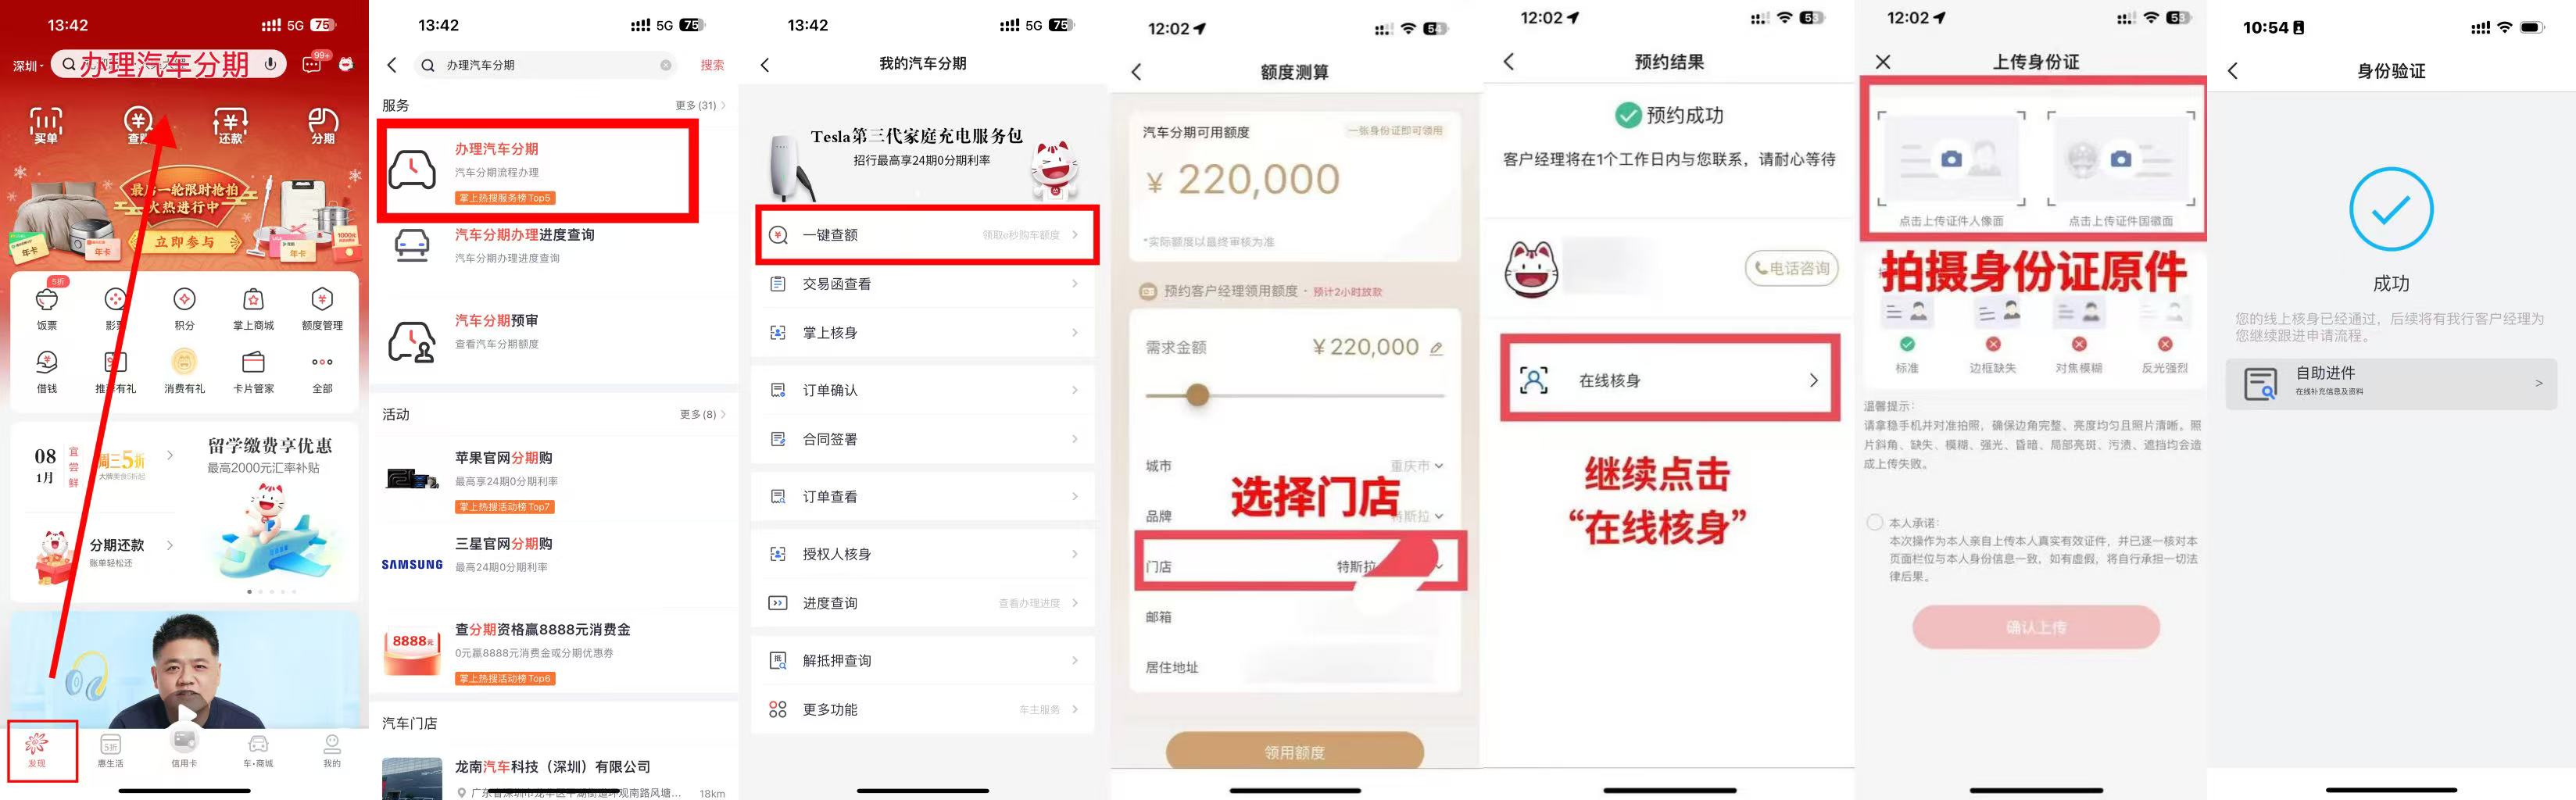 13:42
5G 75
深圳
办理汽车分期
99+
买单
查账
还款
分期
最后一轮限时抢拍
火热进行中
立即参与
年卡
年卡
年卡
1000元
5折
饭票
影票
积分
掌上商城
额度管理
借钱
推荐有礼
消费有礼
卡片管家
全部
08
1月
宜
尝
鲜
周三5折
大牌美食5折起
留学缴费享优惠
最高2000元汇率补贴
分期还款
账单轻松还
发现
5折
惠生活
信用卡
车·商城
我的
13:42
5G 75
办理汽车分期
搜索
服务
更多(31)
办理汽车分期
汽车分期流程办理
掌上热搜服务榜Top5
汽车分期办理进度查询
汽车分期办理进度查询
汽车分期预审
查看汽车分期额度
活动
更多(8)
苹果官网分期购
最高享24期0分期利率
掌上热搜活动榜Top7
三星官网分期购
SAMSUNG
最高24期0分期利率
查分期资格赢8888元消费金
8888元
0元赢8888元消费金或分期优惠券
掌上热搜活动榜Top6
汽车门店
龙南汽车科技（深圳）有限公司
18km
13:42
5G 75
我的汽车分期
Tesla第三代家庭充电服务包
招行最高享24期0分期利率
一键查额
领取e秒购车额度
交易函查看
掌上核身
订单确认
合同签署
订单查看
授权人核身
进度查询
查看办理进度
解抵押查询
更多功能
车主服务
12:02
额度测算
汽车分期可用额度
一张身份证即可领用
¥ 220,000
*实际额度以最终审核为准
预约客户经理领用额度 · 预计2小时放款
需求金额
¥220,000
城市
重庆市
选择门店
品牌
特斯拉
门店
特斯拉
邮箱
居住地址
领用额度
12:02
预约结果
预约成功
客户经理将在1个工作日内与您联系，请耐心等待
电话咨询
在线核身
继续点击
“在线核身”
12:02
上传身份证
点击上传证件人像面
点击上传证件国徽面
拍摄身份证原件
标准
边框缺失
对焦模糊
反光强烈
温馨提示：
请拿稳手机并对准拍照，确保边角完整、亮度均匀且照片清晰。照
片斜角、缺失、模糊、强光、昏暗、局部亮斑、污渍、遮挡均会造
成上传失败。
本人承诺：
本次操作为本人亲自上传本人真实有效证件，并已逐一核对本
页面栏位与本人身份信息一致，如有虚假，将自行承担一切法
律后果。
确认上传
10:54
身份验证
成功
您的线上核身已经通过，后续将有我行客户经理为
您继续跟进申请流程。
自助进件
在线补充信息及资料